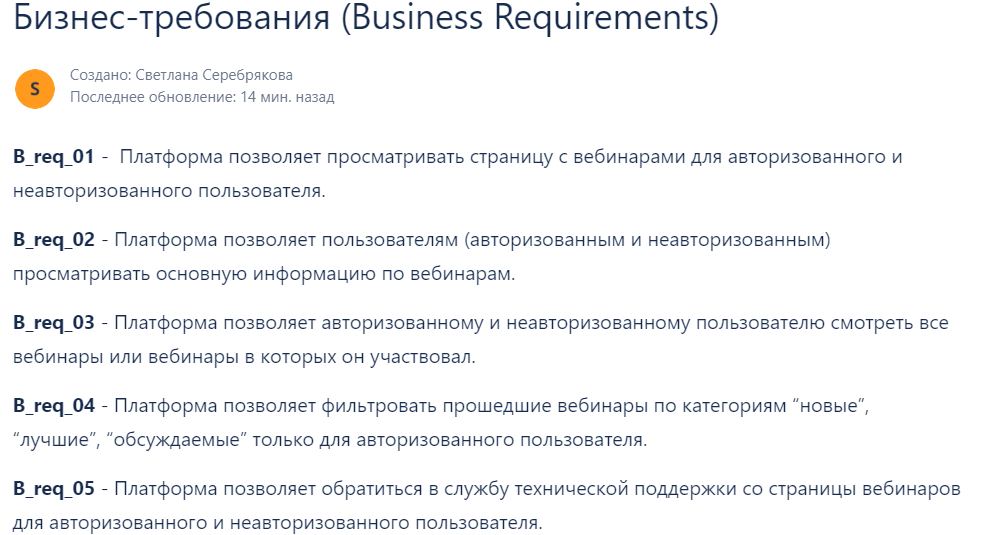 Бизнес-требования (Business Requirements)
S
Создано: Светлана Серебрякова
Последнее обновление: 14 мин. назад
B_req_01 - Платформа позволяет просматривать страницу с вебинарами для авторизованного и
неавторизованного пользователя.
B_req_02 - Платформа позволяет пользователям (авторизованным и неавторизованным)
просматривать основную информацию по вебинарам.
B_req_03 - Платформа позволяет авторизованному и неавторизованному пользователю смотреть все
вебинары или вебинары в которых он участвовал.
B_req_04 - Платформа позволяет фильтровать прошедшие вебинары по категориям “новые”,
“лучшие”, “обсуждаемые” только для авторизованного пользователя.
B_req_05 - Платформа позволяет обратиться в службу технической поддержки со страницы вебинаров
для авторизованного и неавторизованного пользователя.